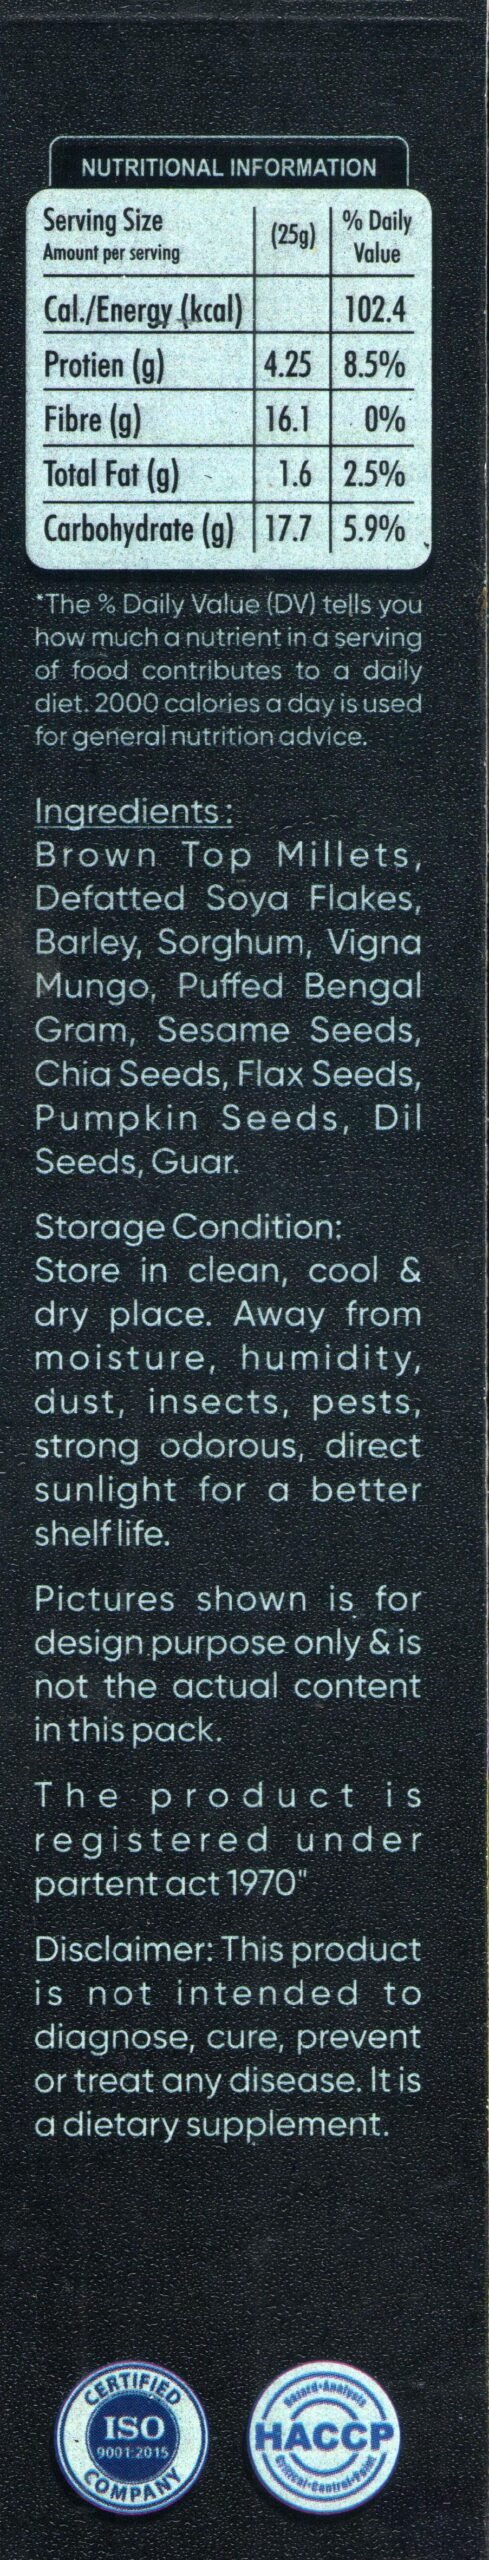 NUTRITIONAL INFORMATION
Serving Size (25g) % Daily
Amount per serving Value
Cal./Energy (kcal) 102.4
Protien (g) 4.25 8.5%
Fibre (g) 16.1 0%
Total Fat (g) 1.6 2.5%
Carbohydrate (g) 17.7 5.9%
*The % Daily Value (DV) tells you
how much a nutrient in a serving
of food contributes to a daily
diet. 2000 calories a day is used
for general nutrition advice.
Ingredients:
Brown Top Millets,
Defatted Soya Flakes,
Barley, Sorghum, Vigna
Mungo, Puffed Bengal
Gram, Sesame Seeds,
Chia Seeds, Flax Seeds,
Pumpkin Seeds, Dil
Seeds, Guar.
Storage Condition:
Store in clean, cool &
dry place. Away from
moisture, humidity,
dust, insects, pests,
strong odorous, direct
sunlight for a better
shelf life.
Pictures shown is for
design purpose only & is
not the actual content
in this pack.
The product is
registered under
partent act 1970"
Disclaimer: This product
is not intended to
diagnose, cure, prevent
or treat any disease. It is
a dietary supplement.
CERTIFIED
ISO
9001:2015
COMPANY
Hazard-Analysis
HACCP
Critical-Control-Point